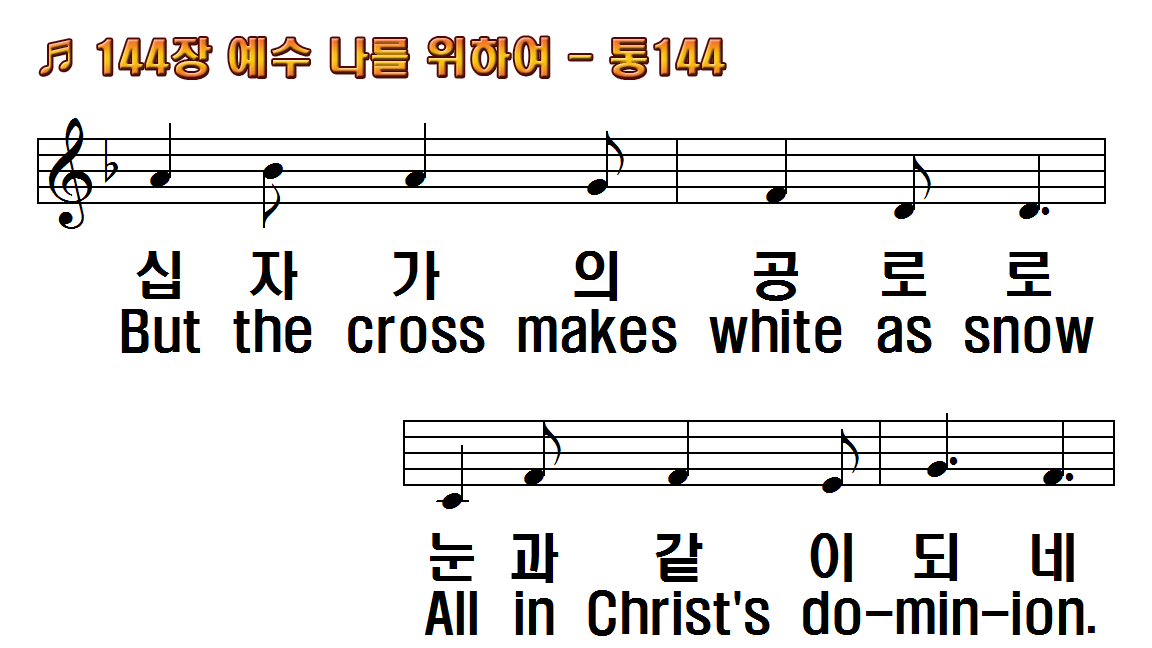 ♬ 144장 예수 나를 위하여 - 통144
십 자 가 의 공 로 로
But the cross makes white as snow
눈 과 같 이 되 네
All in Christ's do-min-ion.